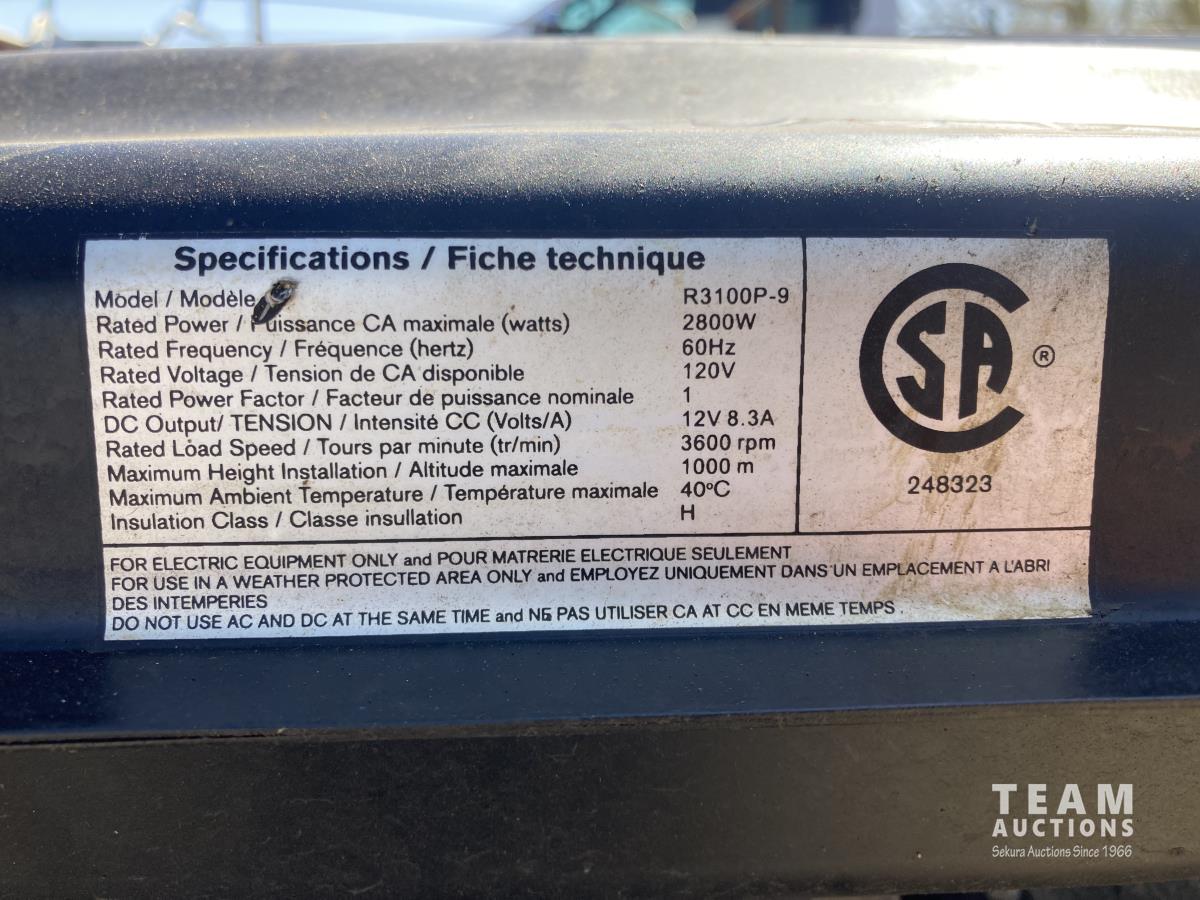 Specifications / Fiche technique
Model / Modèle R3100P-9
Rated Power / Puissance CA maximale (watts) 2800W
Rated Frequency / Fréquence (hertz) 60Hz
Rated Voltage / Tension de CA disponible 120V
Rated Power Factor / Facteur de puissance nominale 1
DC Output/ TENSION / Intensité CC (Volts/A) 12V 8.3A
Rated Load Speed / Tours par minute (tr/min) 3600 rpm
Maximum Height Installation / Altitude maximale 1000 m
Maximum Ambient Temperature / Température maximale 40°C
Insulation Class / Classe insullation H
CSA ®
248323
FOR ELECTRIC EQUIPMENT ONLY and POUR MATRERIE ELECTRIQUE SEULEMENT
FOR USE IN A WEATHER PROTECTED AREA ONLY and EMPLOYEZ UNIQUEMENT DANS UN EMPLACEMENT A L'ABRI
DES INTEMPERIES
DO NOT USE AC AND DC AT THE SAME TIME and NE PAS UTILISER CA AT CC EN MEME TEMPS .
TEAM
AUCTIONS
Sekura Auctions Since 1966